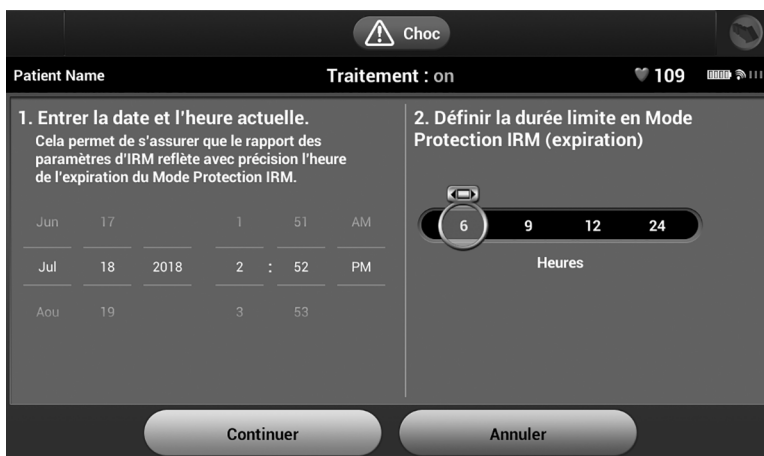 Choc
Patient Name
Traitement : on
109
1. Entrer la date et l'heure actuelle.
Cela permet de s'assurer que le rapport des
paramètres d'IRM reflète avec précision l'heure
de l'expiration du Mode Protection IRM.
Jun 17 1 51 AM
Jul 18 2018 2 : 52 PM
Aou 19 3 53
2. Définir la durée limite en Mode
Protection IRM (expiration)
6 9 12 24
Heures
Continuer
Annuler